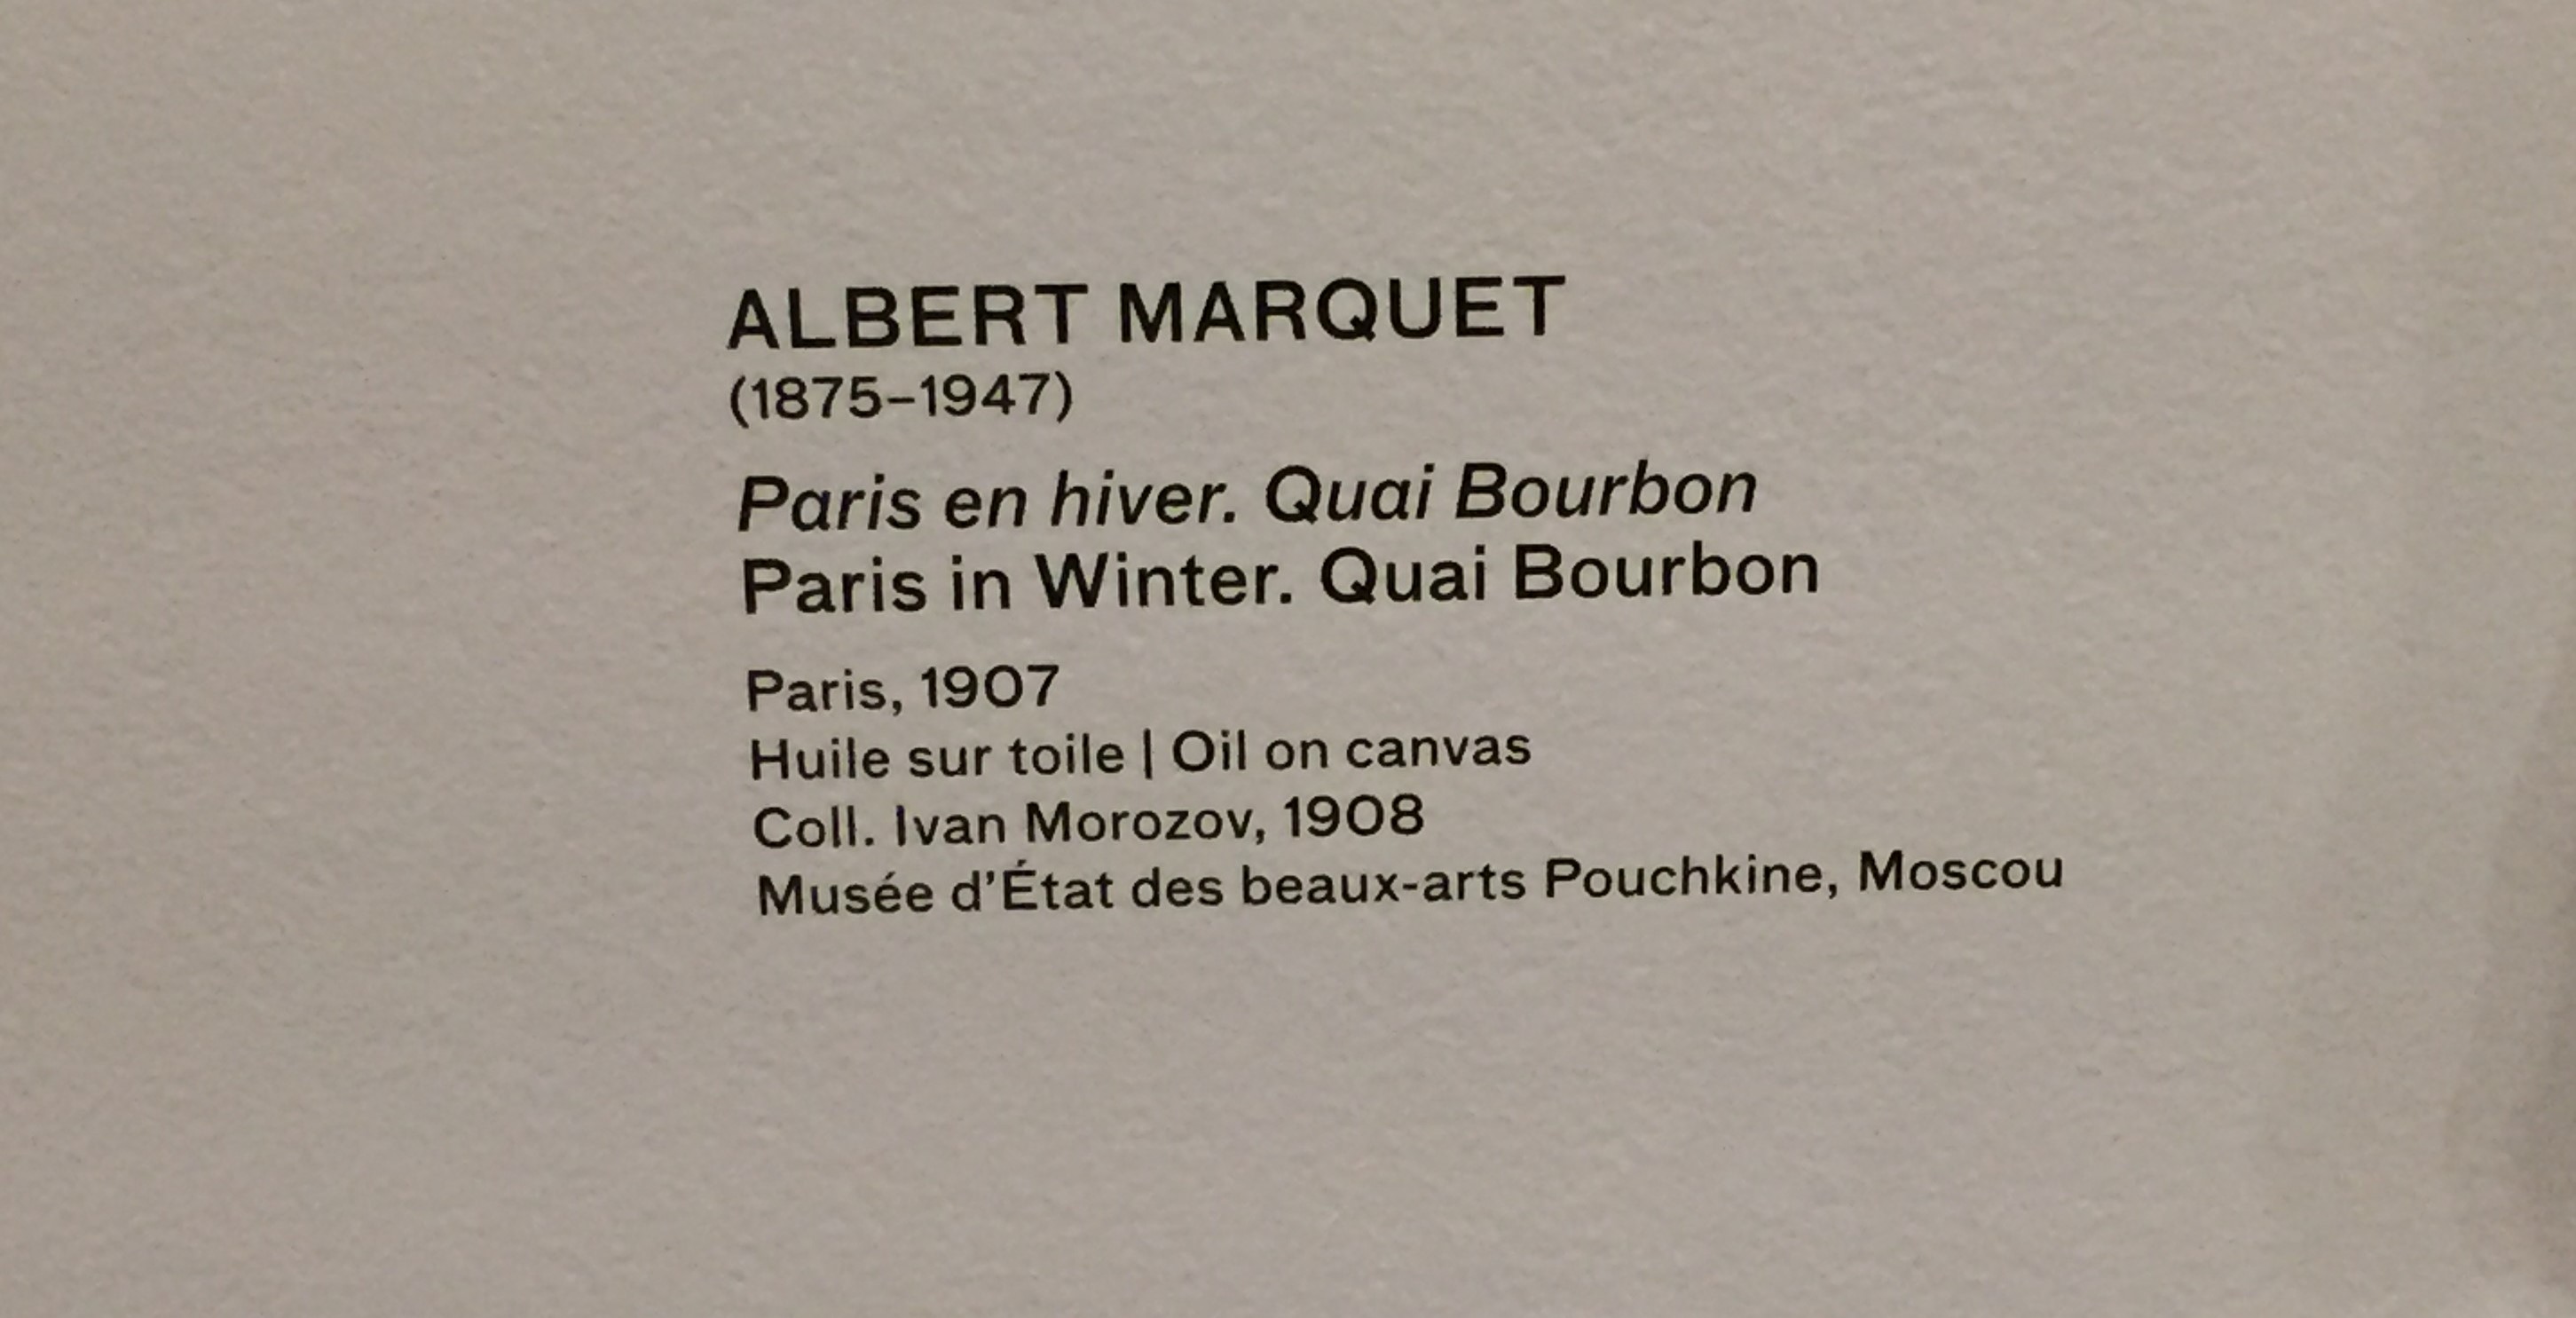 ALBERT MARQUET
(1875–1947)
Paris en hiver. Quai Bourbon
Paris in Winter. Quai Bourbon
Paris, 1907
Huile sur toile | Oil on canvas
Coll. Ivan Morozov, 1908
Musée d’État des beaux-arts Pouchkine, Moscou